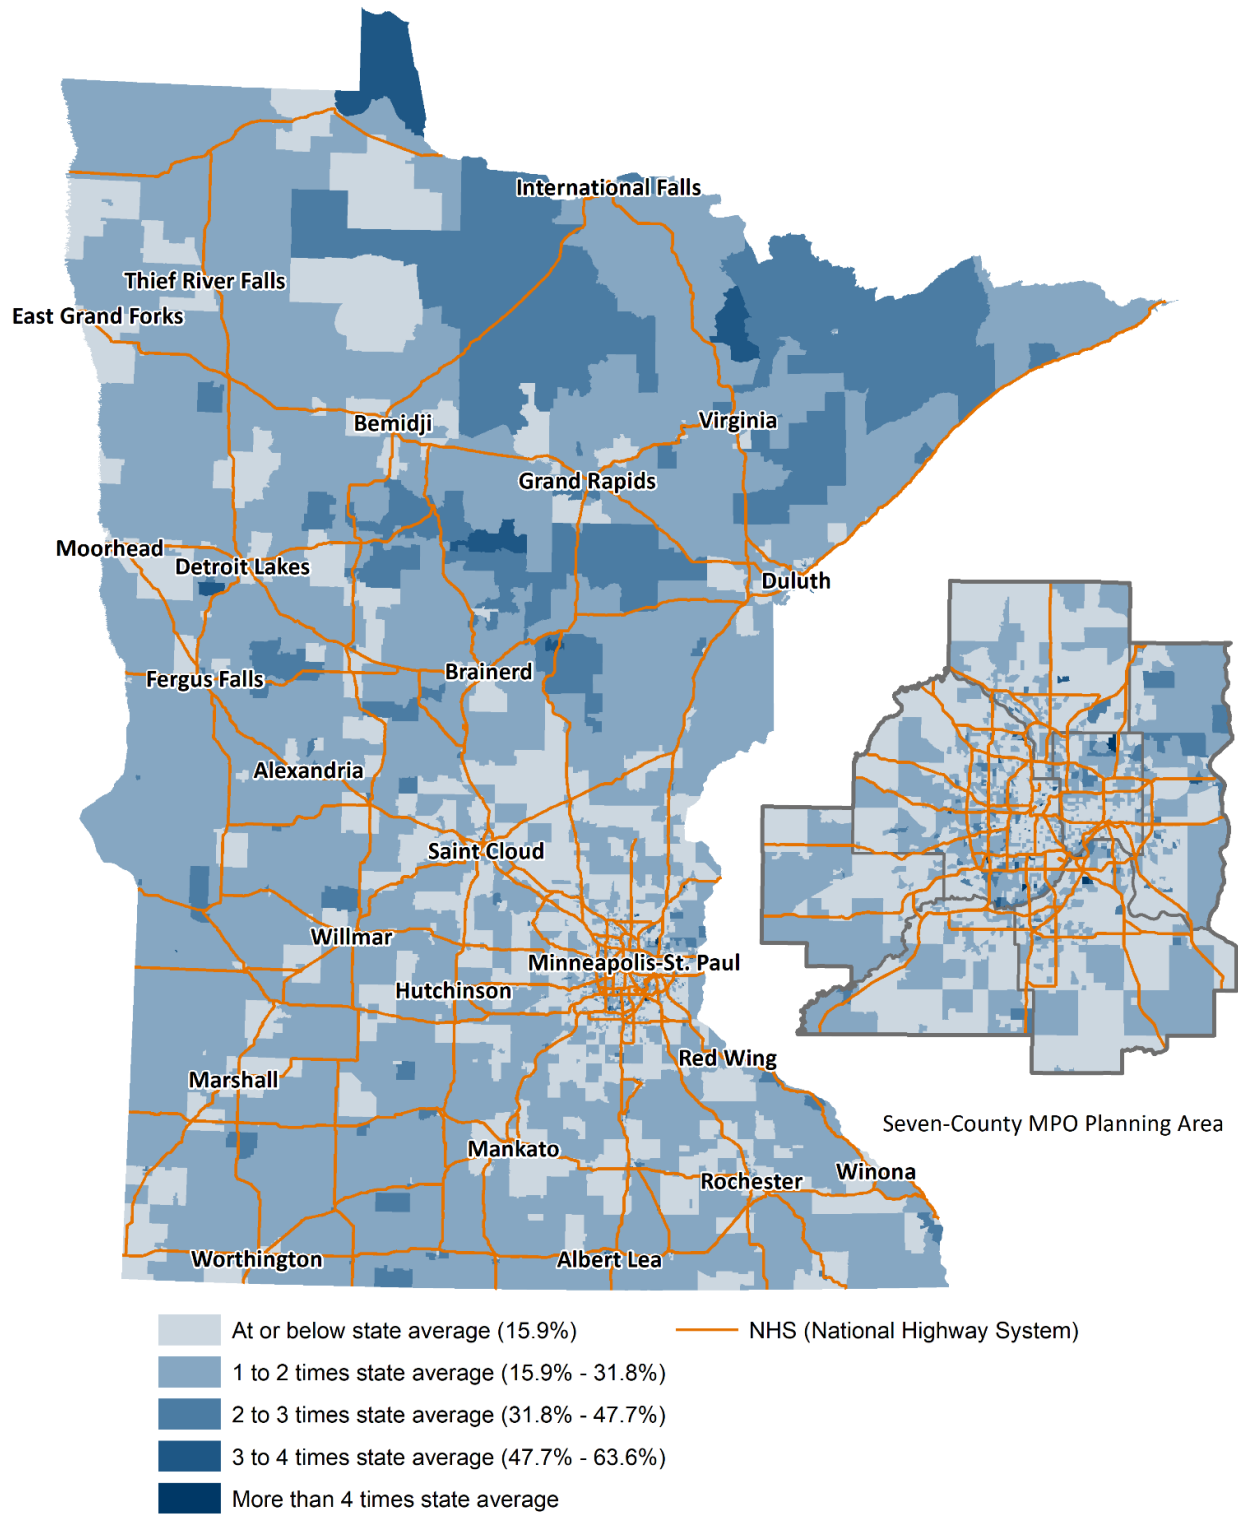 International Falls
Thief River Falls
East Grand Forks
Bemidji
Virginia
Grand Rapids
Moorhead
Detroit Lakes
Duluth
Brainerd
Fergus Falls
Alexandria
Saint Cloud
Willmar
Minneapolis-St. Paul
Hutchinson
Red Wing
Marshall
Seven-County MPO Planning Area
Mankato
Winona
Rochester
Worthington
Albert Lea
At or below state average (15.9%)
NHS (National Highway System)
1 to 2 times state average (15.9% - 31.8%)
2 to 3 times state average (31.8% - 47.7%)
3 to 4 times state average (47.7% - 63.6%)
More than 4 times state average